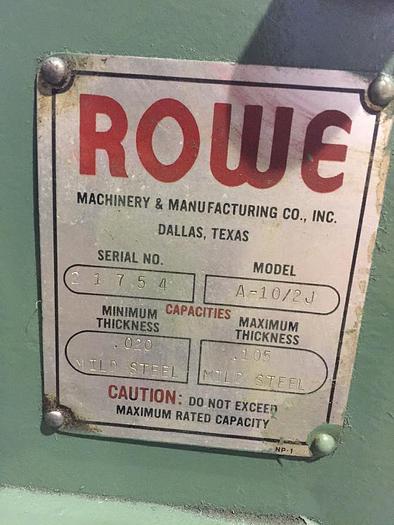 ROWE
MACHINERY & MANUFACTURING CO., INC.
DALLAS, TEXAS
SERIAL NO. MODEL
21754 A-10/2J
CAPACITIES
MINIMUM THICKNESS
MAXIMUM THICKNESS
.020 MILD STEEL
.105 MILD STEEL
CAUTION: DO NOT EXCEED
MAXIMUM RATED CAPACITY
NP-1